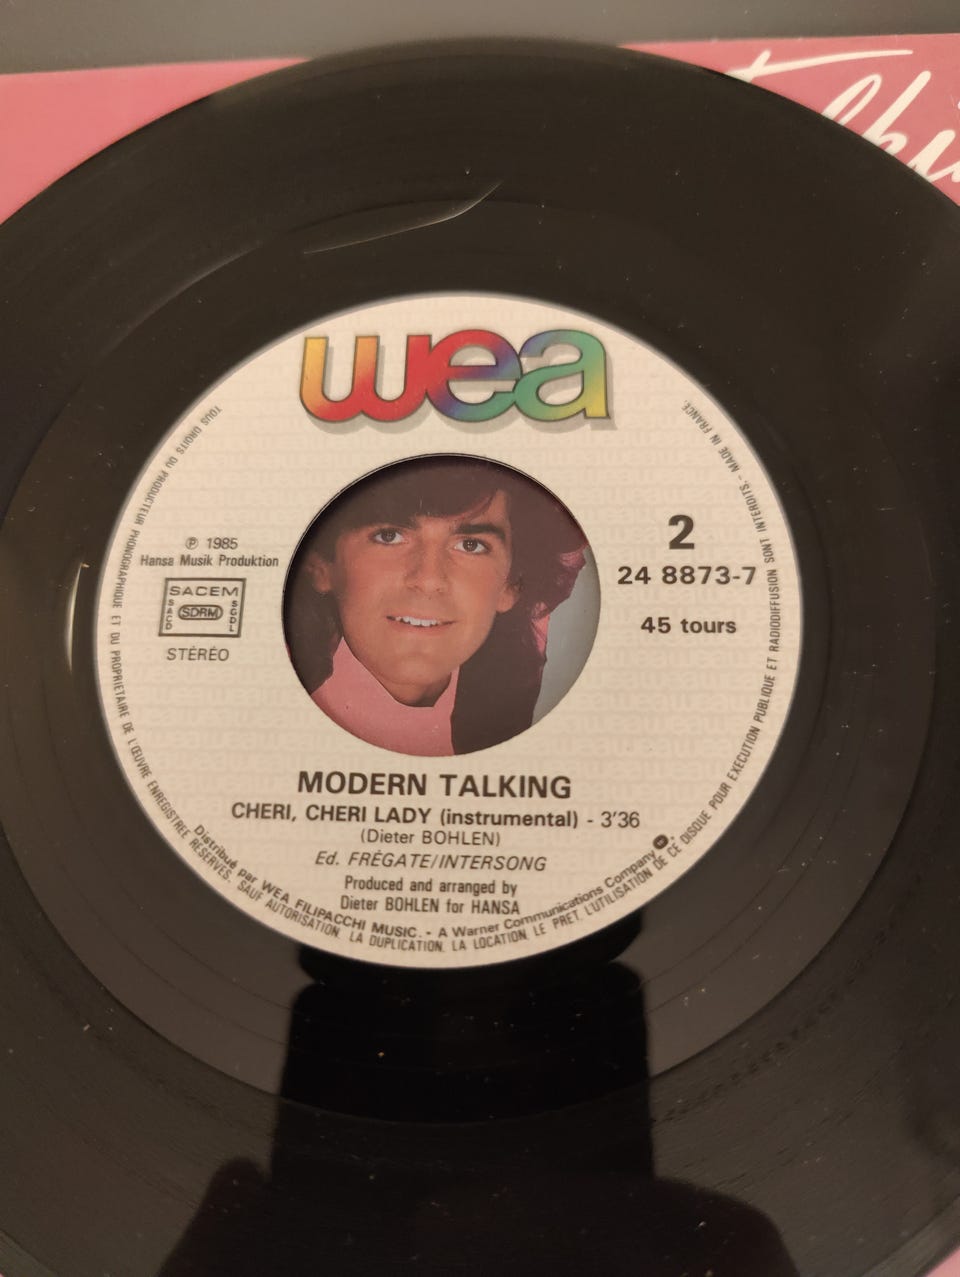 Talki
wea
℗ 1985
Hansa Musik Produktion
SACEM
SACD
SDRM
SGDL
STÉRÉO
2
24 8873-7
45 tours
MODERN TALKING
CHERI, CHERI LADY (instrumental) - 3'36
(Dieter BOHLEN)
Ed. FRÉGATE/INTERSONG
Produced and arranged by
Dieter BOHLEN for HANSA
Distribué par WEA FILIPACCHI MUSIC. - A Warner Communications Company
TOUS DROITS DU PRODUCTEUR PHONOGRAPHIQUE ET DU PROPRIETAIRE DE L'ŒUVRE ENREGISTREE RESERVES. SAUF AUTORISATION, LA DUPLICATION, LA LOCATION, LE PRET, L'UTILISATION DE CE DISQUE POUR EXECUTION PUBLIQUE ET RADIODIFFUSION SONT INTERDITS. - MADE IN FRANCE.